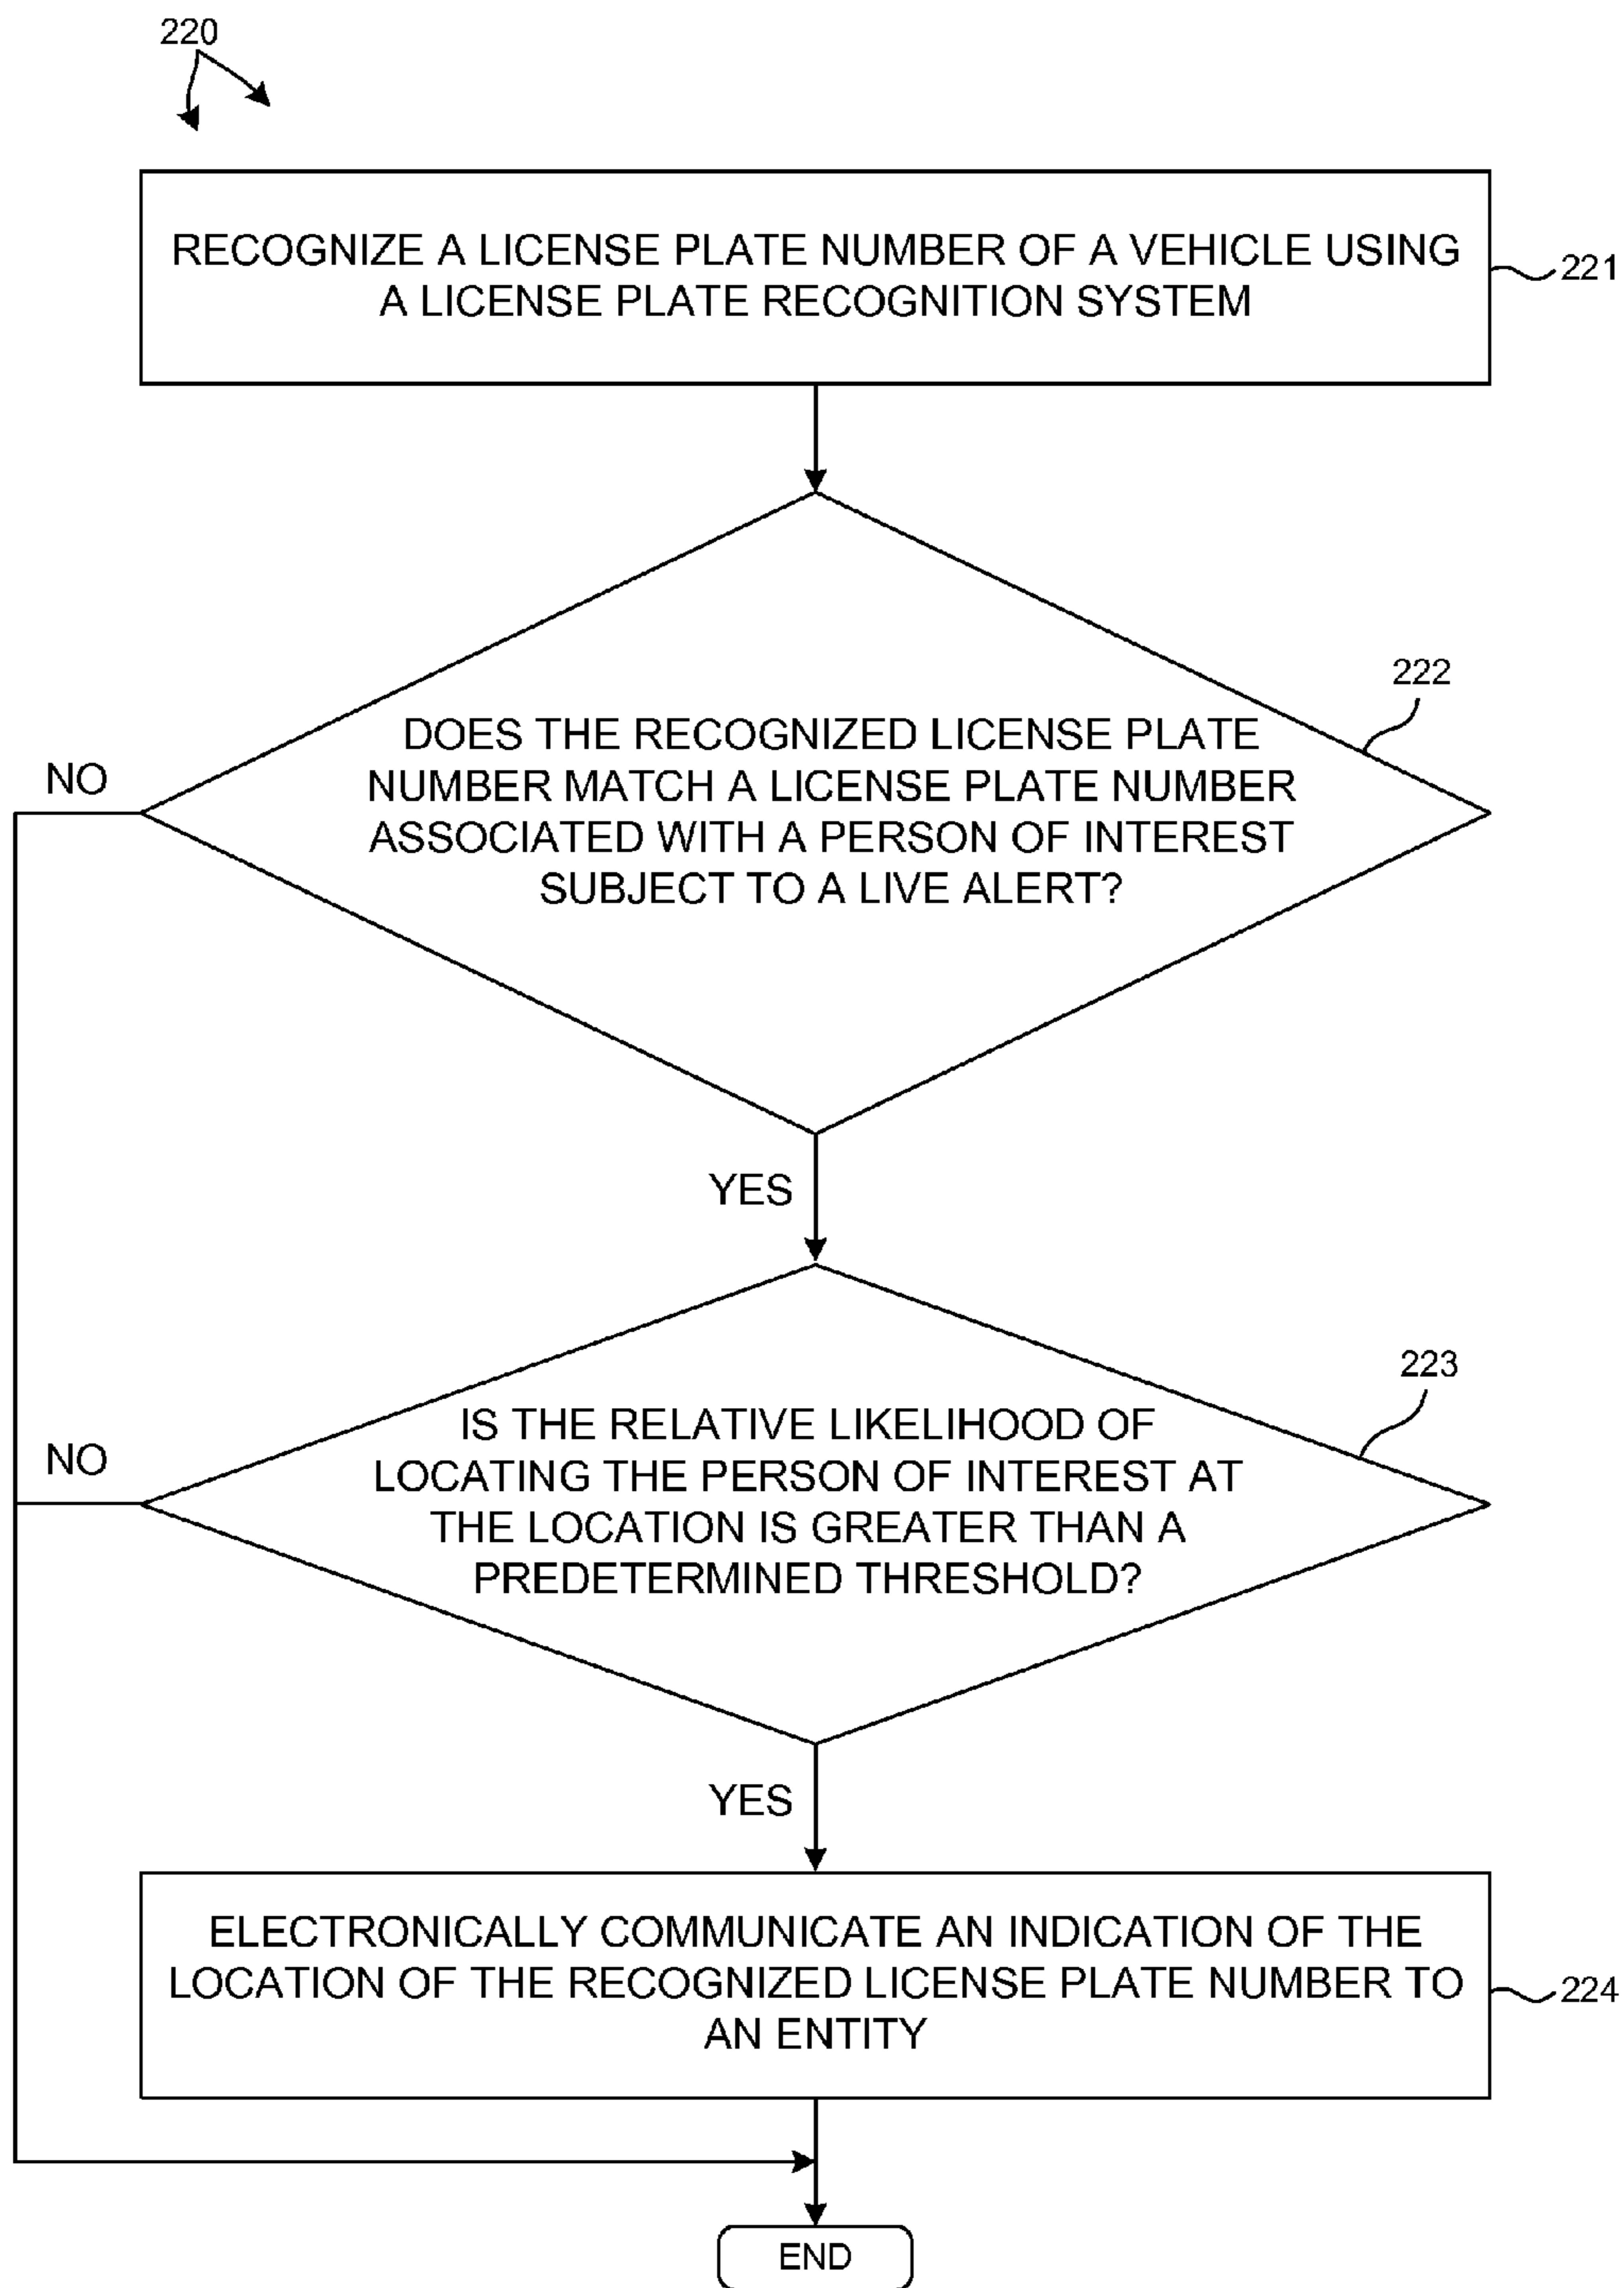 220
RECOGNIZE A LICENSE PLATE NUMBER OF A VEHICLE USING
A LICENSE PLATE RECOGNITION SYSTEM
221
222
DOES THE RECOGNIZED LICENSE PLATE
NUMBER MATCH A LICENSE PLATE NUMBER
ASSOCIATED WITH A PERSON OF INTEREST
SUBJECT TO A LIVE ALERT?
NO
YES
223
IS THE RELATIVE LIKELIHOOD OF
LOCATING THE PERSON OF INTEREST AT
THE LOCATION IS GREATER THAN A
PREDETERMINED THRESHOLD?
NO
YES
ELECTRONICALLY COMMUNICATE AN INDICATION OF THE
LOCATION OF THE RECOGNIZED LICENSE PLATE NUMBER TO
AN ENTITY
224
END